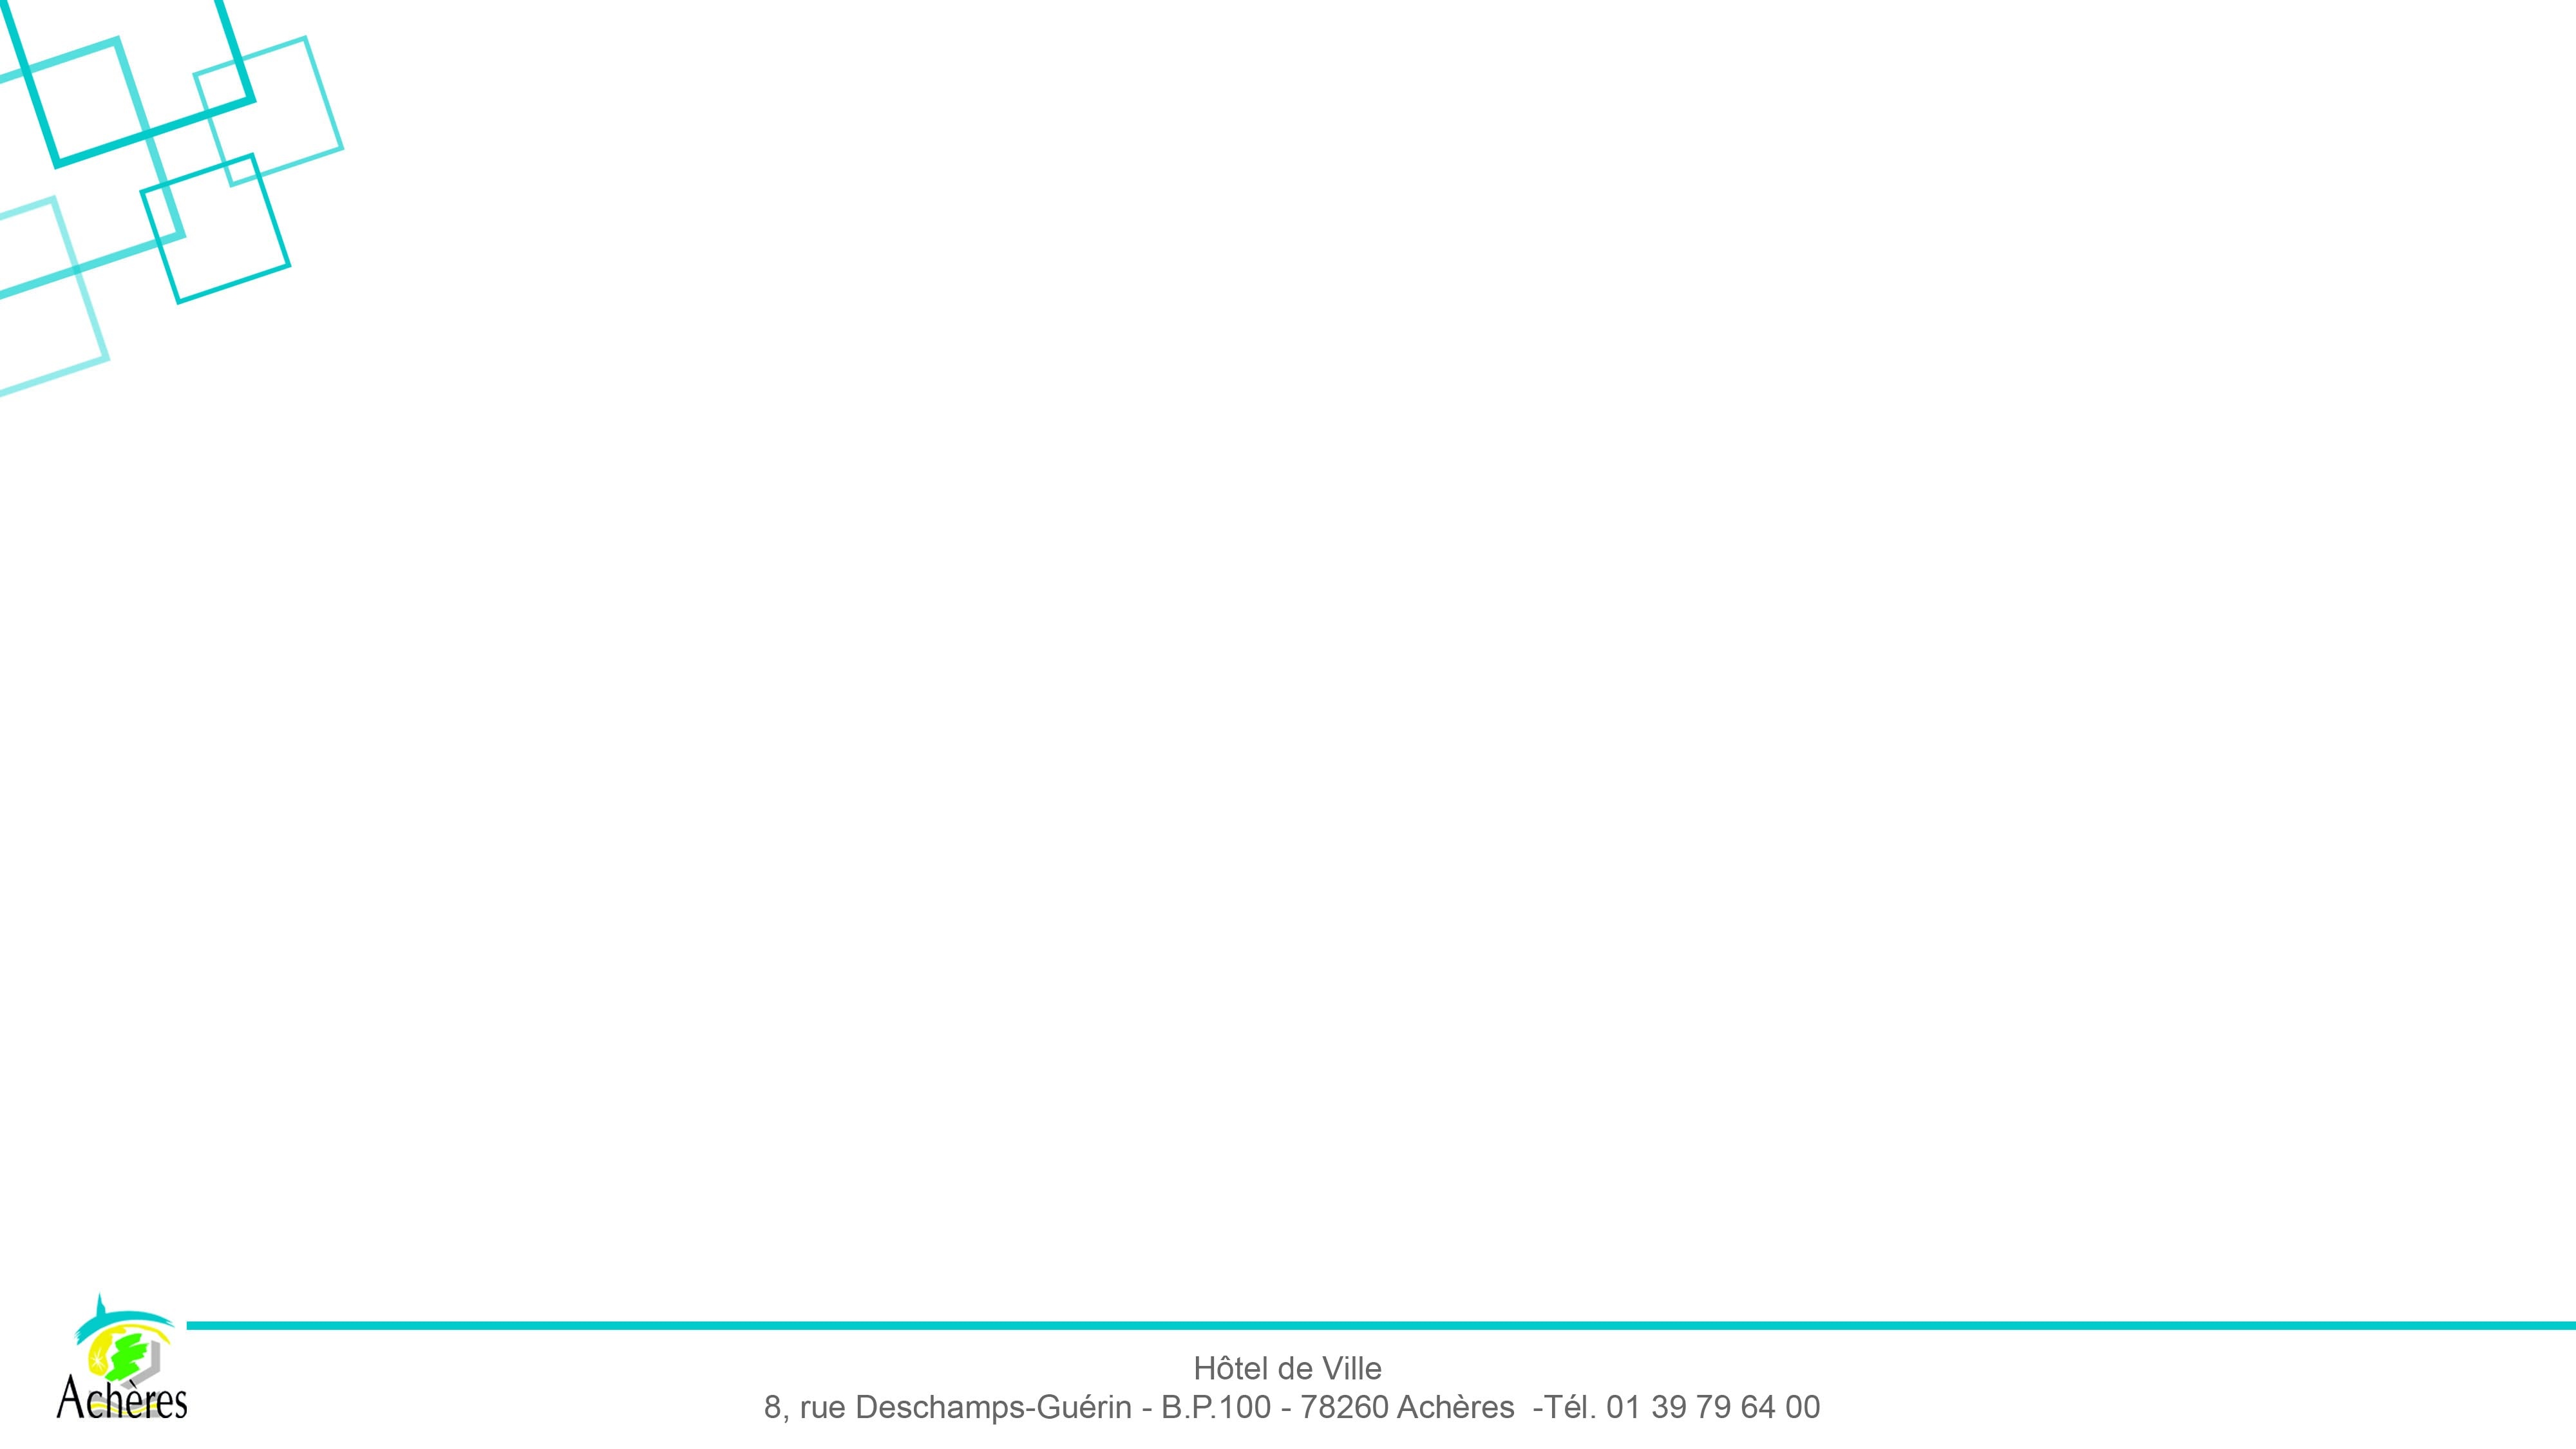 Achères
Hôtel de Ville
8, rue Deschamps-Guérin - B.P.100 - 78260 Achères  -Tél. 01 39 79 64 00